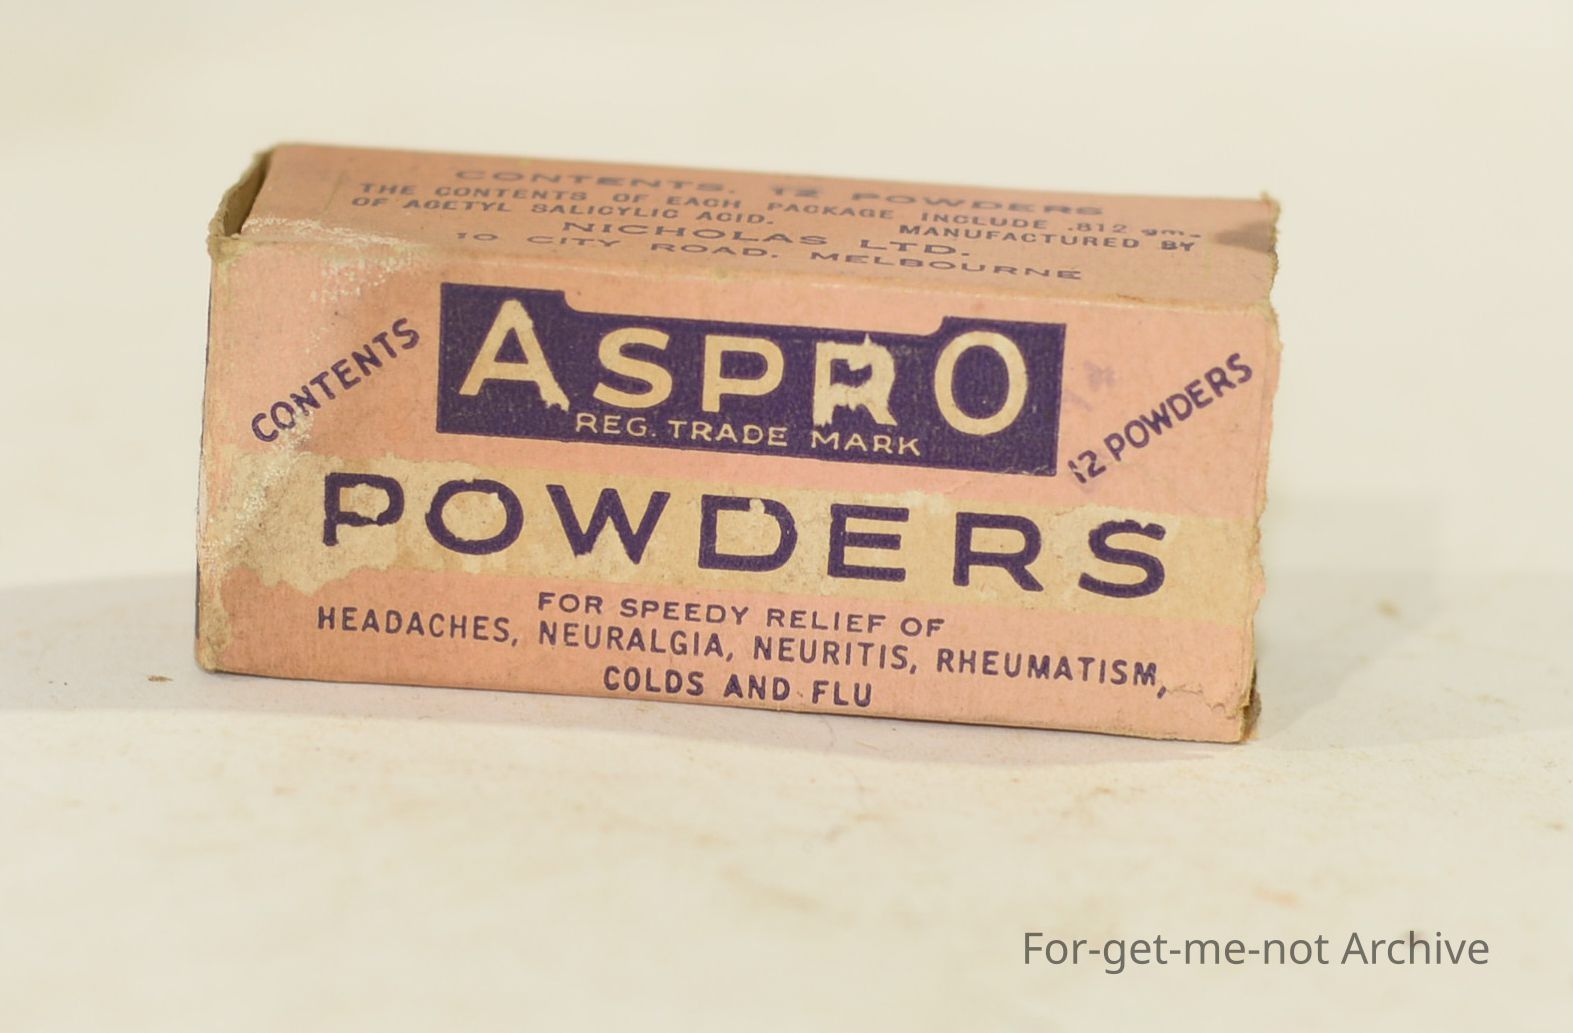 CONTENTS. 12 POWDERS
THE CONTENTS OF EACH PACKAGE INCLUDE .812 gm.
OF ACETYL SALICYLIC ACID. MANUFACTURED BY
NICHOLAS LTD.
10 CITY ROAD. MELBOURNE
CONTENTS
ASPRO
REG. TRADE MARK
12 POWDERS
POWDERS
FOR SPEEDY RELIEF OF
HEADACHES, NEURALGIA, NEURITIS, RHEUMATISM,
COLDS AND FLU
For-get-me-not Archive